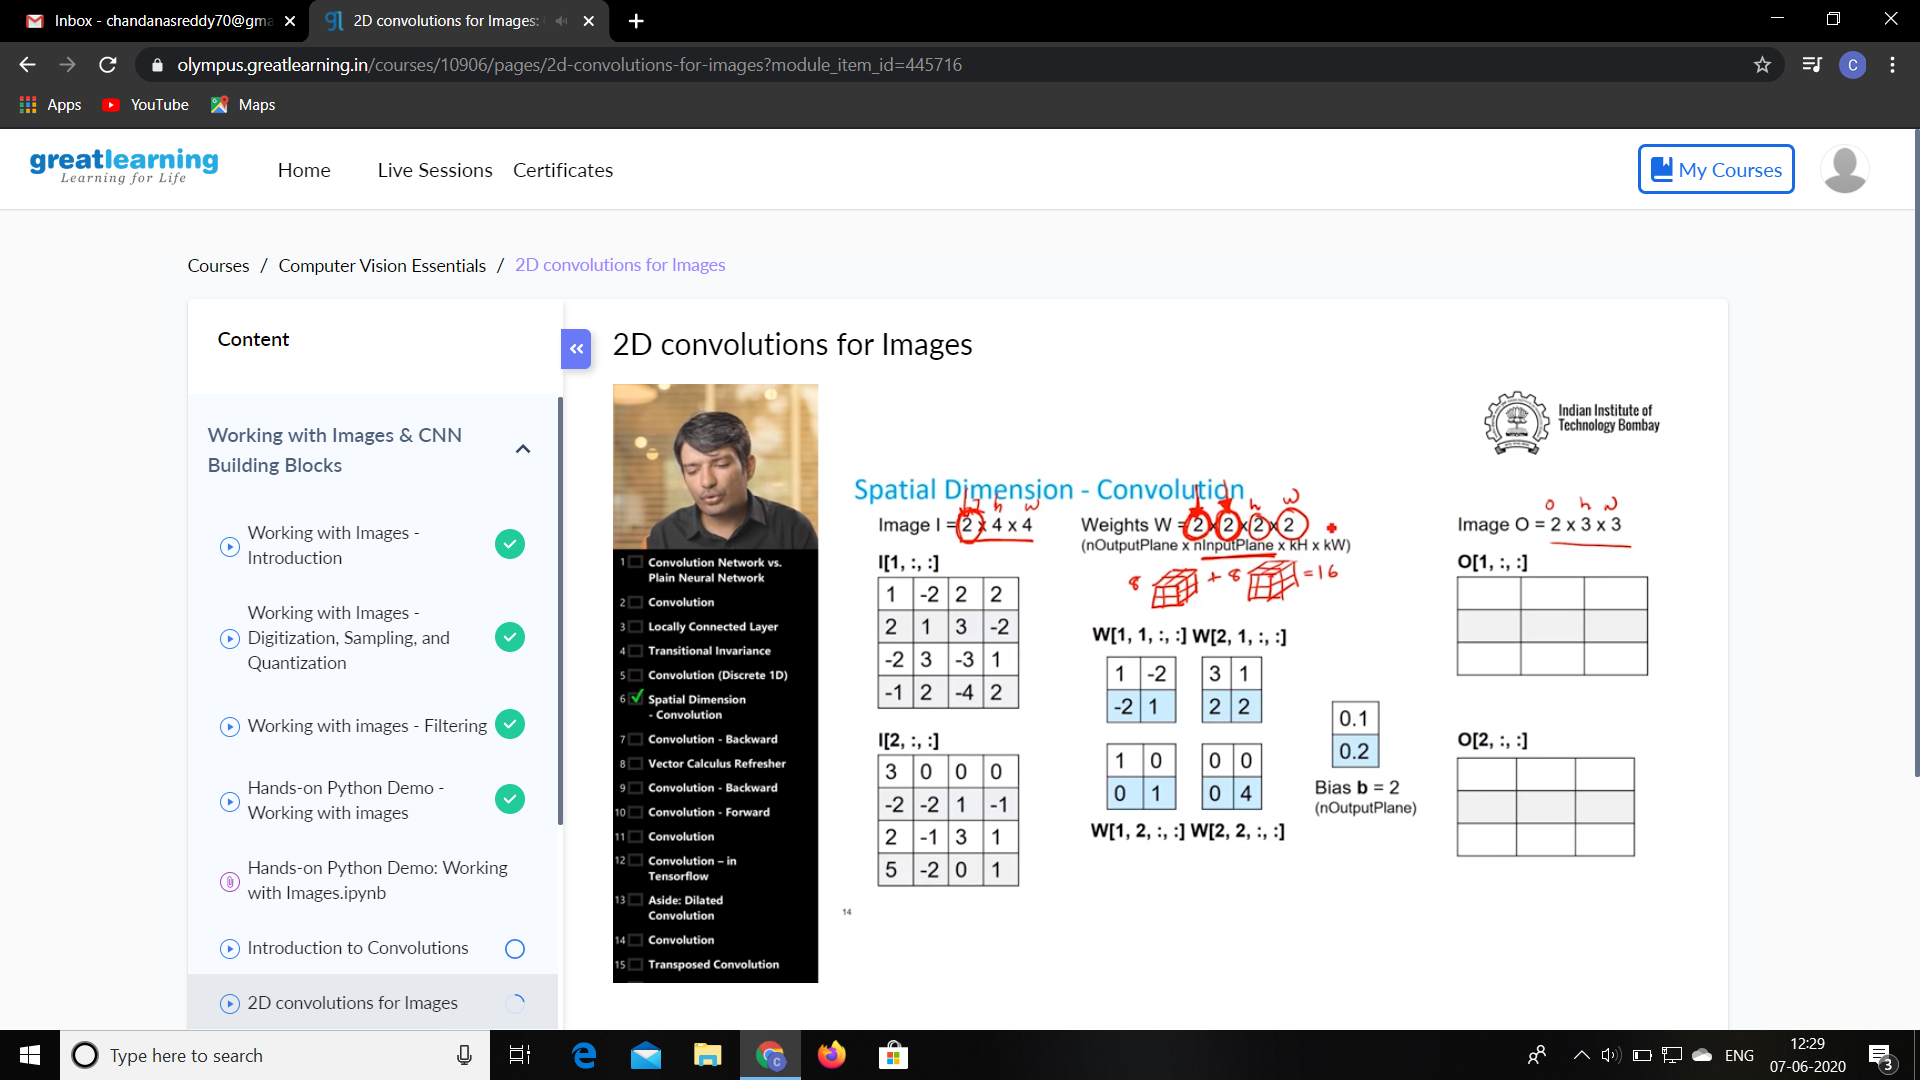 Inbox - chandanasreddy70@gma
2D convolutions for Images:
olympus.greatlearning.in/courses/10906/pages/2d-convolutions-for-images?module_item_id=445716
C
Apps
YouTube
Maps
greatlearning
Learning for Life
Home
Live Sessions
Certificates
My Courses
Courses / Computer Vision Essentials / 2D convolutions for Images
Content
Working with Images & CNN
Building Blocks
Working with Images -
Introduction
Working with Images -
Digitization, Sampling, and
Quantization
Working with images - Filtering
Hands-on Python Demo -
Working with images
Hands-on Python Demo: Working
with Images.ipynb
Introduction to Convolutions
2D convolutions for Images
2D convolutions for Images
1 Convolution Network vs.
Plain Neural Network
2 Convolution
3 Locally Connected Layer
4 Transitional Invariance
5 Convolution (Discrete 1D)
6 Spatial Dimension
- Convolution
7 Convolution - Backward
8 Vector Calculus Refresher
9 Convolution - Backward
10 Convolution - Forward
11 Convolution
12 Convolution – in
Tensorflow
13 Aside: Dilated
Convolution
14 Convolution
15 Transposed Convolution
Indian Institute of
Technology Bombay
Spatial Dimension - Convolution
h w
h w
o h w
Image I = 2 x 4 x 4
Weights W = 2 x 2 x 2 x 2
(nOutputPlane x nInputPlane x kH x kW)
Image O = 2 x 3 x 3
8 + 8 = 16
I[1, :, :]
1 -2 2 2
2 1 3 -2
-2 3 -3 1
-1 2 -4 2
I[2, :, :]
3 0 0 0
-2 -2 1 -1
2 -1 3 1
5 -2 0 1
W[1, 1, :, :] W[2, 1, :, :]
1 -2 3 1
-2 1 2 2
1 0 0 0
0 1 0 4
W[1, 2, :, :] W[2, 2, :, :]
0.1
0.2
Bias b = 2
(nOutputPlane)
O[1, :, :]
O[2, :, :]
14
Type here to search
ENG
12:29
07-06-2020
3